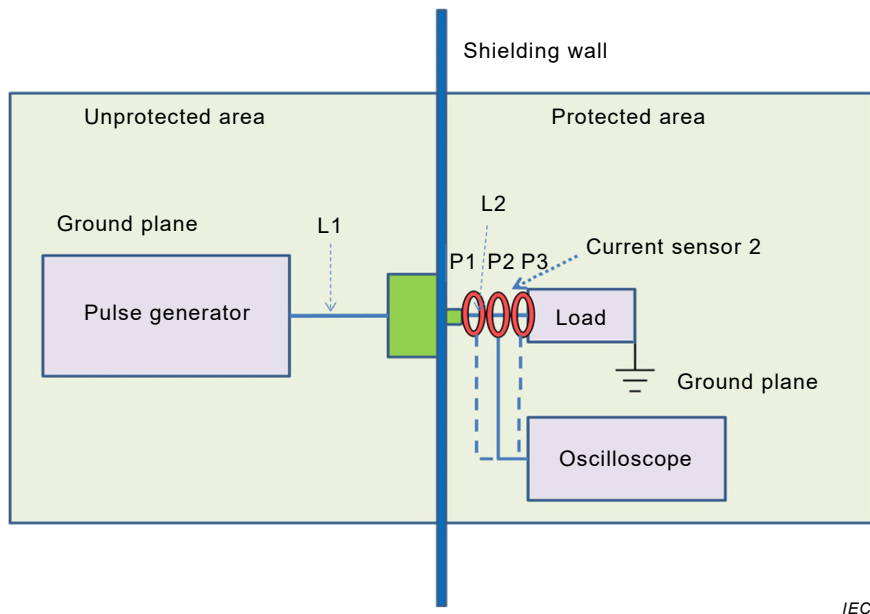 Shielding wall
Unprotected area
Protected area
Ground plane
L1
L2
P1 P2 P3
Current sensor 2
Pulse generator
Load
Ground plane
Oscilloscope
IEC